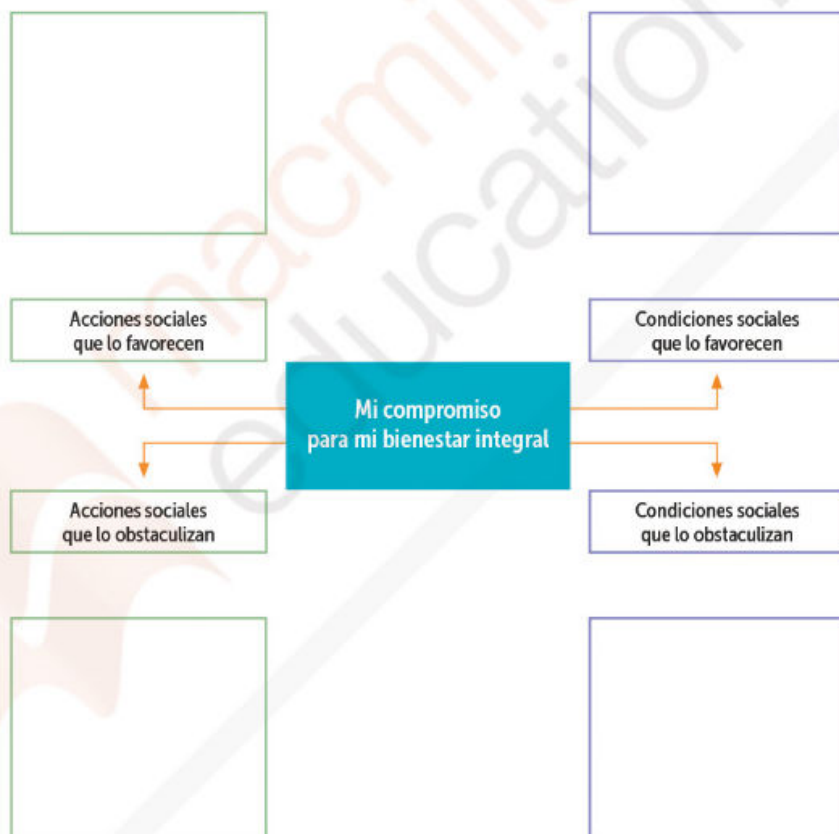 macmillan
education
Acciones sociales
que lo favorecen
Condiciones sociales
que lo favorecen
Mi compromiso
para mi bienestar integral
Acciones sociales
que lo obstaculizan
Condiciones sociales
que lo obstaculizan